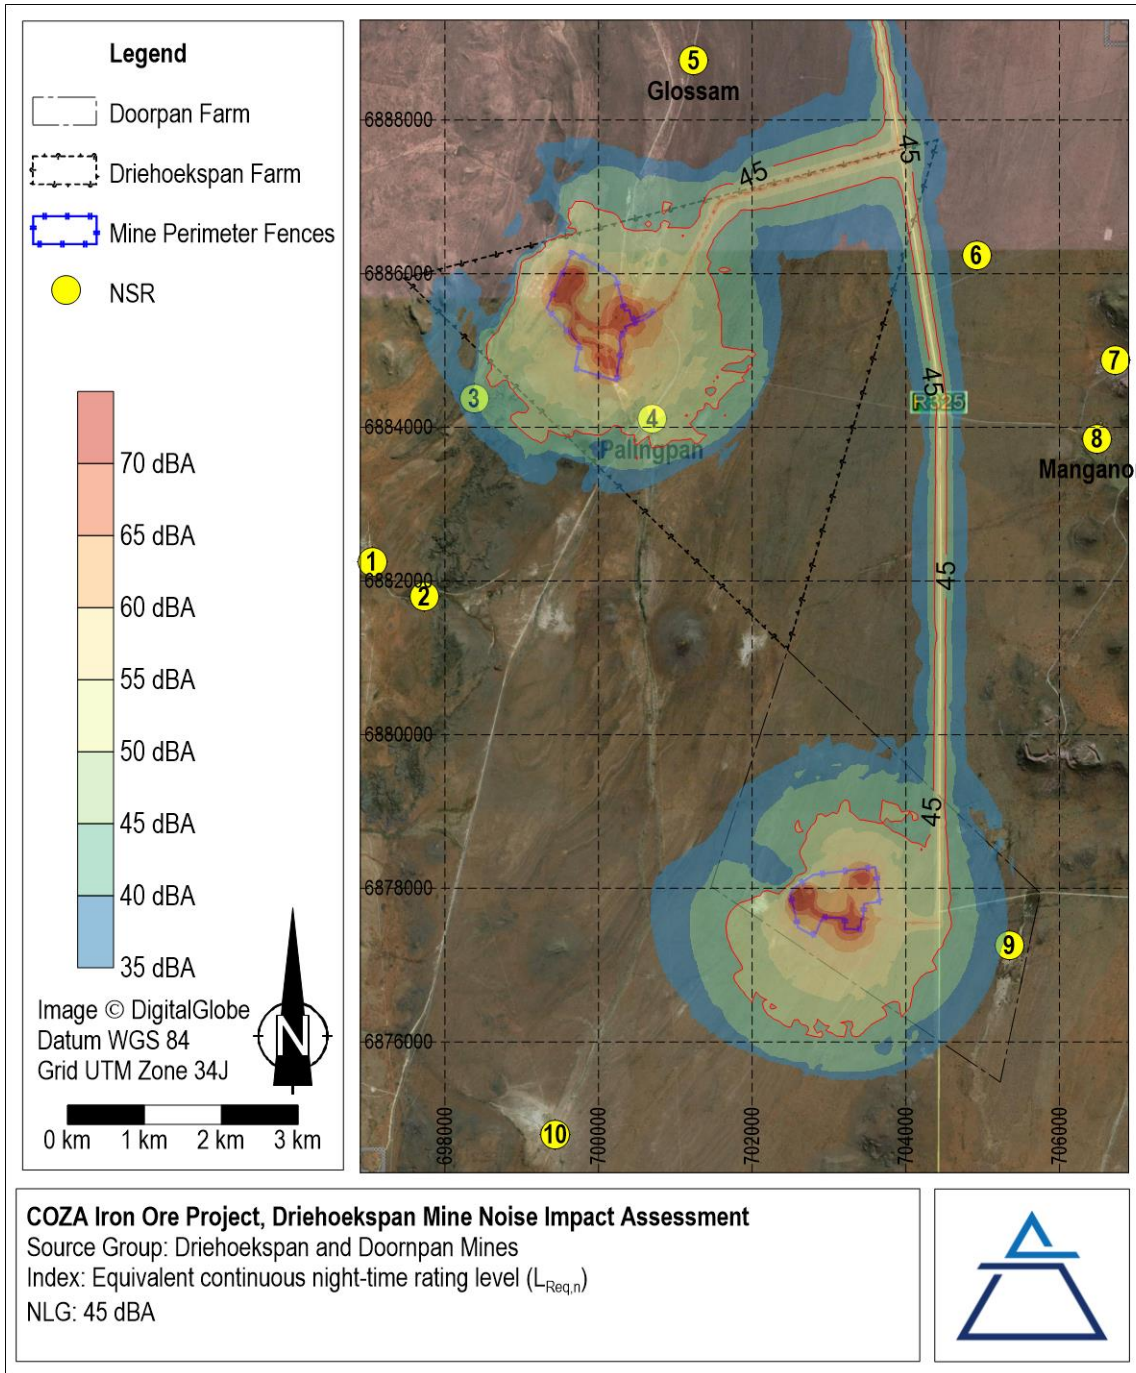 Legend
Doorpan Farm
Driehoekspan Farm
Mine Perimeter Fences
NSR
70 dBA
65 dBA
60 dBA
55 dBA
50 dBA
45 dBA
40 dBA
35 dBA
Image © DigitalGlobe
Datum WGS 84
Grid UTM Zone 34J
N
0 km 1 km 2 km 3 km
5
Glossam
6888000
45
45
6886000
6
7
45
R325
3
4
6884000
8
Palingpan
Manganor
1
6882000
45
2
6880000
45
6878000
9
6876000
10
698000
700000
702000
704000
706000
COZA Iron Ore Project, Driehoekspan Mine Noise Impact Assessment
Source Group: Driehoekspan and Doornpan Mines
Index: Equivalent continuous night-time rating level (LReq,n)
NLG: 45 dBA